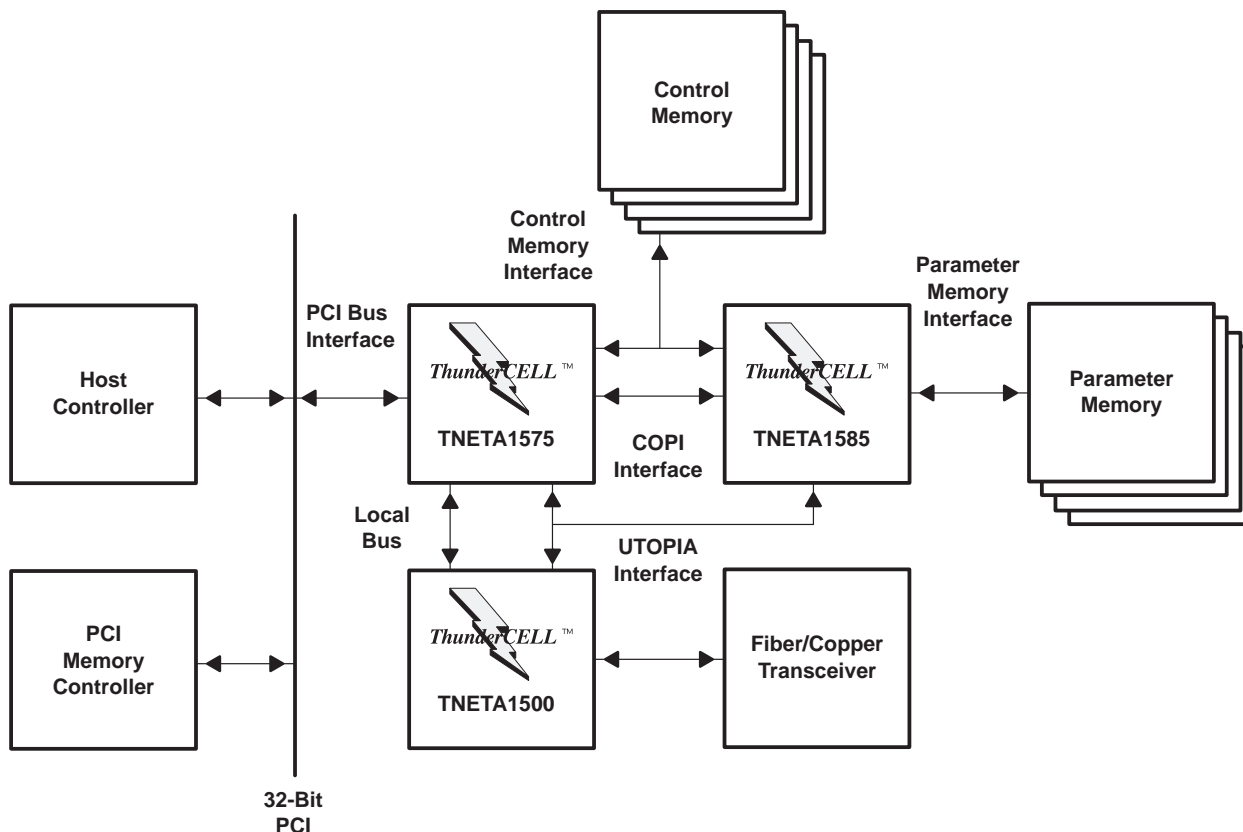 Control
Memory
Control
Memory
Interface
Parameter
Memory
Interface
PCI Bus
Interface
Host
Controller
ThunderCELL™
TNETA1575
ThunderCELL™
TNETA1585
Parameter
Memory
COPI
Interface
Local
Bus
UTOPIA
Interface
PCI
Memory
Controller
ThunderCELL™
TNETA1500
Fiber/Copper
Transceiver
32-Bit
PCI